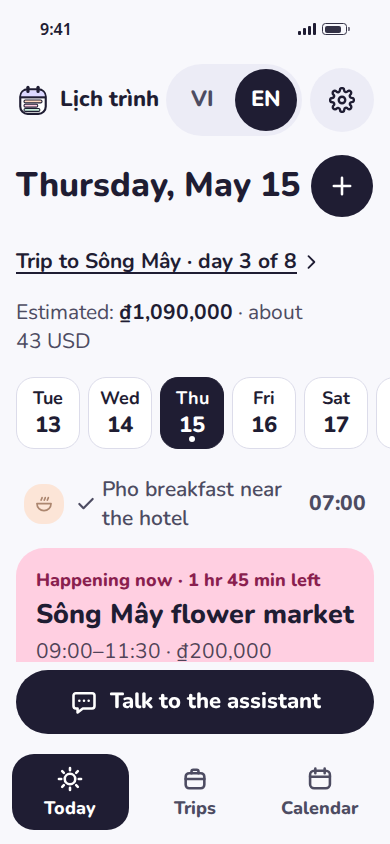 9:41
Lịch trình
VI
EN
Thursday, May 15
Trip to Sông Mây · day 3 of 8
Estimated: ₫1,090,000 · about
43 USD
Tue
13
Wed
14
Thu
15
Fri
16
Sat
17
Pho breakfast near
the hotel
07:00
Happening now · 1 hr 45 min left
Sông Mây flower market
09:00–11:30 · ₫200,000
Talk to the assistant
Today
Trips
Calendar